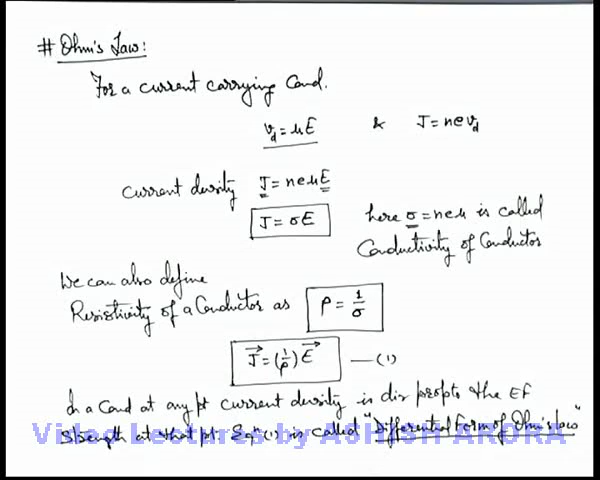 # Ohm's Law:
For a current carrying Cond.
v_d = μE & J = nev_d
current density J = neμE
J = σE
here σ = neμ is called
Conductivity of Conductor
We can also define
Resistivity of a Conductor as ρ = 1/σ
J⃗ = (1/ρ) E⃗ —(1)
In a Cond at any pt current density is dir propto the EF
strength at that pt. Eqⁿ(1) is called "Differential Form of Ohm's law"
Video Lectures by ASHISH ARORA